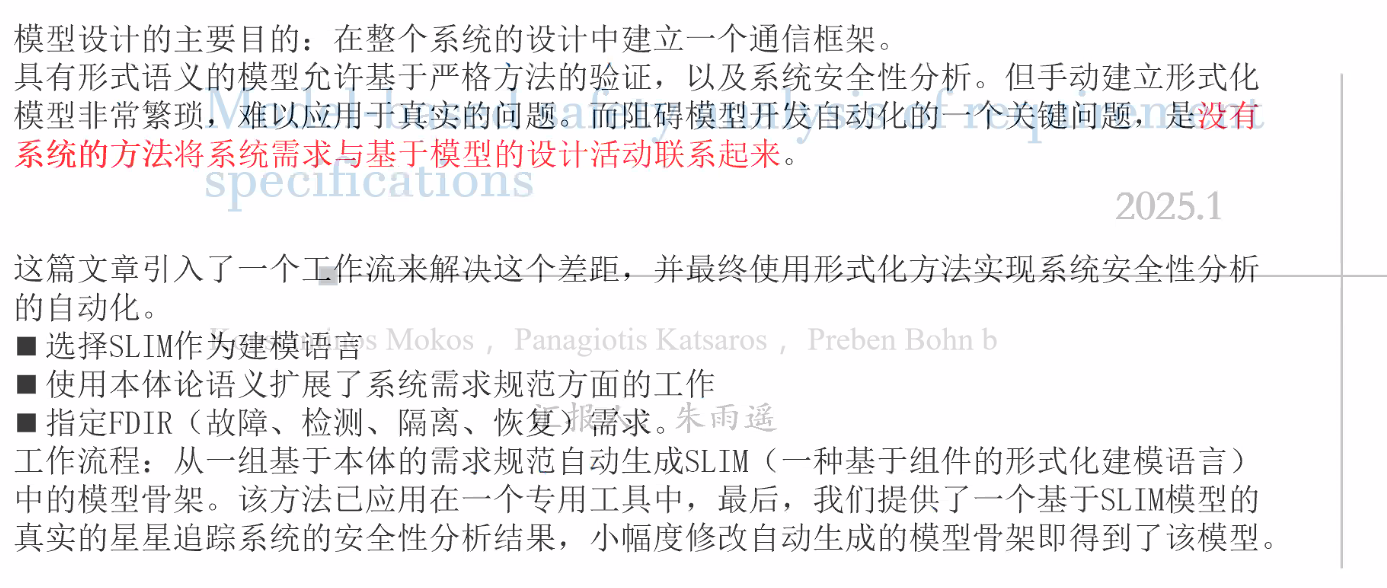 模型设计的主要目的：在整个系统的设计中建立一个通信框架。
具有形式语义的模型允许基于严格方法的验证，以及系统安全性分析。但手动建立形式化
模型非常繁琐，难以应用于真实的问题。而阻碍模型开发自动化的一个关键问题，是没有
系统的方法将系统需求与基于模型的设计活动联系起来。
Model-based safety analysis of requirement
specifications
2025.1
这篇文章引入了一个工作流来解决这个差距，并最终使用形式化方法实现系统安全性分析
的自动化。
Mokos ，Panagiotis Katsaros ，Preben Bohn b
■ 选择SLIM作为建模语言
■ 使用本体论语义扩展了系统需求规范方面的工作
■ 指定FDIR（故障、检测、隔离、恢复）需求。
汇报人 朱雨遥
工作流程：从一组基于本体的需求规范自动生成SLIM（一种基于组件的形式化建模语言）
中的模型骨架。该方法已应用在一个专用工具中，最后，我们提供了一个基于SLIM模型的
真实的星星追踪系统的安全性分析结果，小幅度修改自动生成的模型骨架即得到了该模型。